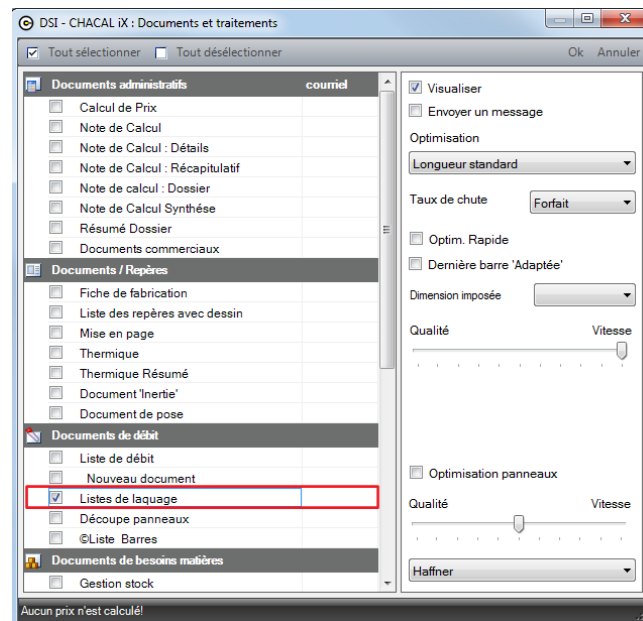 DSI - CHACAL iX : Documents et traitements
Tout sélectionner Tout désélectionner Ok Annuler
Documents administratifs courriel
Calcul de Prix
Note de Calcul
Note de Calcul : Détails
Note de Calcul : Récapitulatif
Note de calcul : Dossier
Note de Calcul Synthése
Résumé Dossier
Documents commerciaux
Documents / Repères
Fiche de fabrication
Liste des repères avec dessin
Mise en page
Thermique
Thermique Résumé
Document 'Inertie'
Document de pose
Documents de débit
Liste de débit
Nouveau document
Listes de laquage
Découpe panneaux
©Liste Barres
Documents de besoins matières
Gestion stock
Visualiser
Envoyer un message
Optimisation
Longueur standard
Taux de chute Forfait
Optim. Rapide
Dernière barre 'Adaptée'
Dimension imposée
Qualité Vitesse
Optimisation panneaux
Qualité Vitesse
Haffner
Aucun prix n'est calculé!